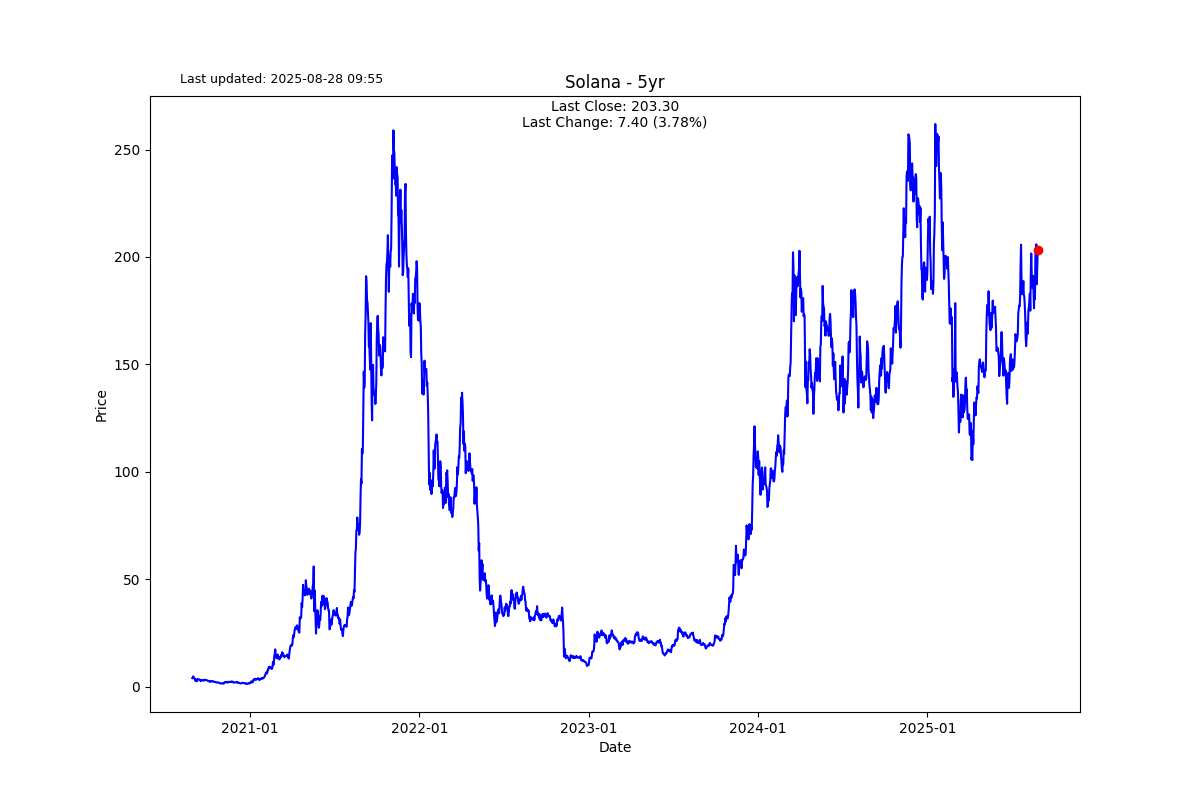 Last updated: 2025-08-28 09:55
Solana - 5yr
Last Close: 203.30
Last Change: 7.40 (3.78%)
250
200
150
100
50
0
Price
2021-01
2022-01
2023-01
2024-01
2025-01
Date